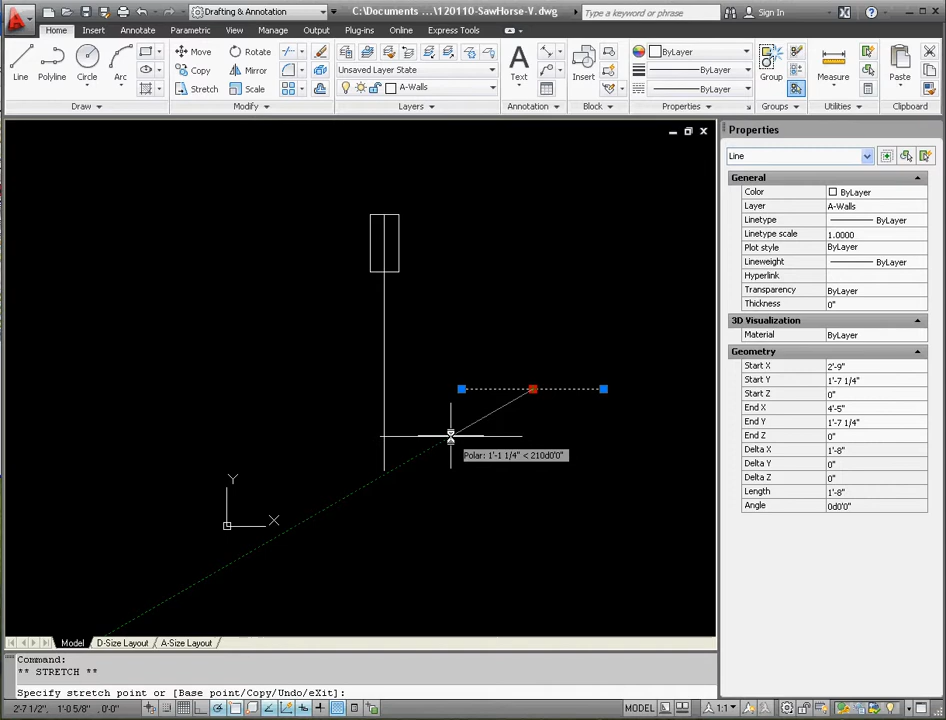 Drafting & Annotation
C:\Documents ...\120110-SawHorse-V.dwg
Type a keyword or phrase
Sign In
Home
Insert
Annotate
Parametric
View
Manage
Output
Plug-ins
Online
Express Tools
Line
Polyline
Circle
Arc
Move
Rotate
Copy
Mirror
Stretch
Scale
Unsaved Layer State
A-Walls
Text
Insert
ByLayer
ByLayer
ByLayer
Group
Measure
Paste
Draw
Modify
Layers
Annotation
Block
Properties
Groups
Utilities
Clipboard
Polar: 1'-1 1/4" < 210d0'0"
Y
X
Properties
Line
General
Color ByLayer
Layer A-Walls
Linetype ByLayer
Linetype scale 1.0000
Plot style ByLayer
Lineweight ByLayer
Hyperlink
Transparency ByLayer
Thickness 0"
3D Visualization
Material ByLayer
Geometry
Start X 2'-9"
Start Y 1'-7 1/4"
Start Z 0"
End X 4'-5"
End Y 1'-7 1/4"
End Z 0"
Delta X 1'-8"
Delta Y 0"
Delta Z 0"
Length 1'-8"
Angle 0d0'0"
Model
D-Size Layout
A-Size Layout
Command:
** STRETCH **
Specify stretch point or [Base point/Copy/Undo/eXit]:
2'-7 1/2", 1'-0 5/8", 0'-0"
MODEL
1:1